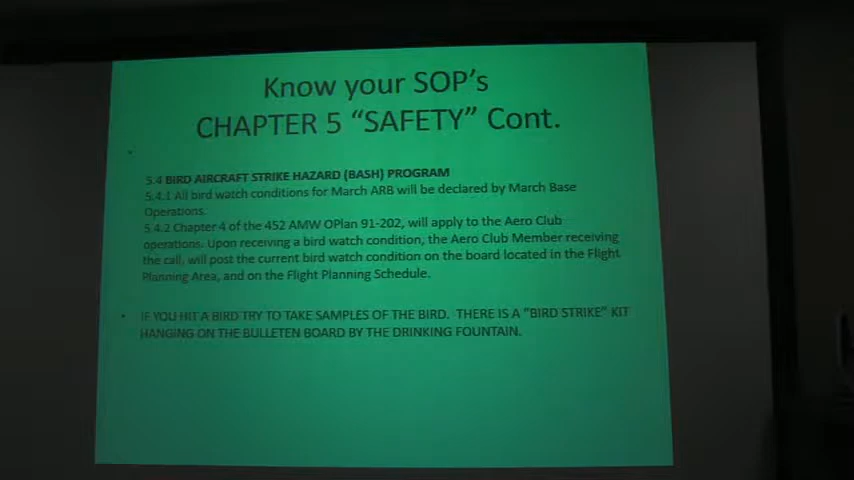 Know your SOP's
CHAPTER 5 "SAFETY" Cont.
5.4 BIRD AIRCRAFT STRIKE HAZARD (BASH) PROGRAM
5.4.1 All bird watch conditions for March ARB will be declared by March Base
Operations.
5.4.2 Chapter 4 of the 452 AMW OPlan 91-202, will apply to the Aero Club
operations. Upon receiving a bird watch condition, the Aero Club Member receiving
the call, will post the current bird watch condition on the board located in the Flight
Planning Area, and on the Flight Planning Schedule.
• IF YOU HIT A BIRD TRY TO TAKE SAMPLES OF THE BIRD. THERE IS A "BIRD STRIKE" KIT
HANGING ON THE BULLETEN BOARD BY THE DRINKING FOUNTAIN.